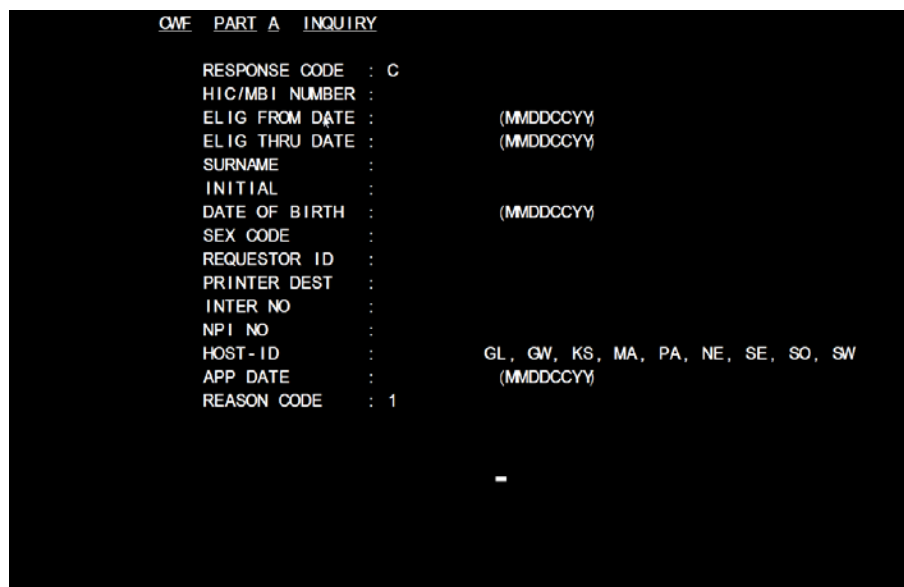 CWF PART A INQUIRY
RESPONSE CODE : C
HIC/MBI NUMBER :
ELIG FROM DATE : (MMDDCCYY)
ELIG THRU DATE : (MMDDCCYY)
SURNAME :
INITIAL :
DATE OF BIRTH : (MMDDCCYY)
SEX CODE :
REQUESTOR ID :
PRINTER DEST :
INTER NO :
NPI NO :
HOST-ID : GL, GW, KS, MA, PA, NE, SE, SO, SW
APP DATE : (MMDDCCYY)
REASON CODE : 1